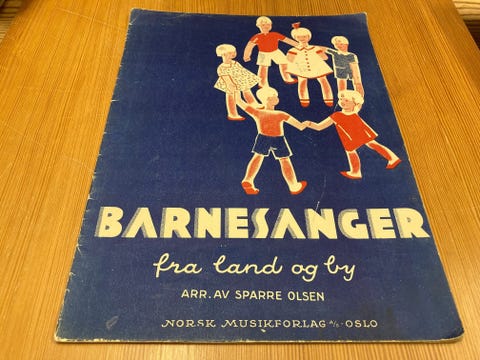 BARNESANGER
fra land og by
ARR. AV SPARRE OLSEN
NORSK MUSIKFORLAG A/S - OSLO